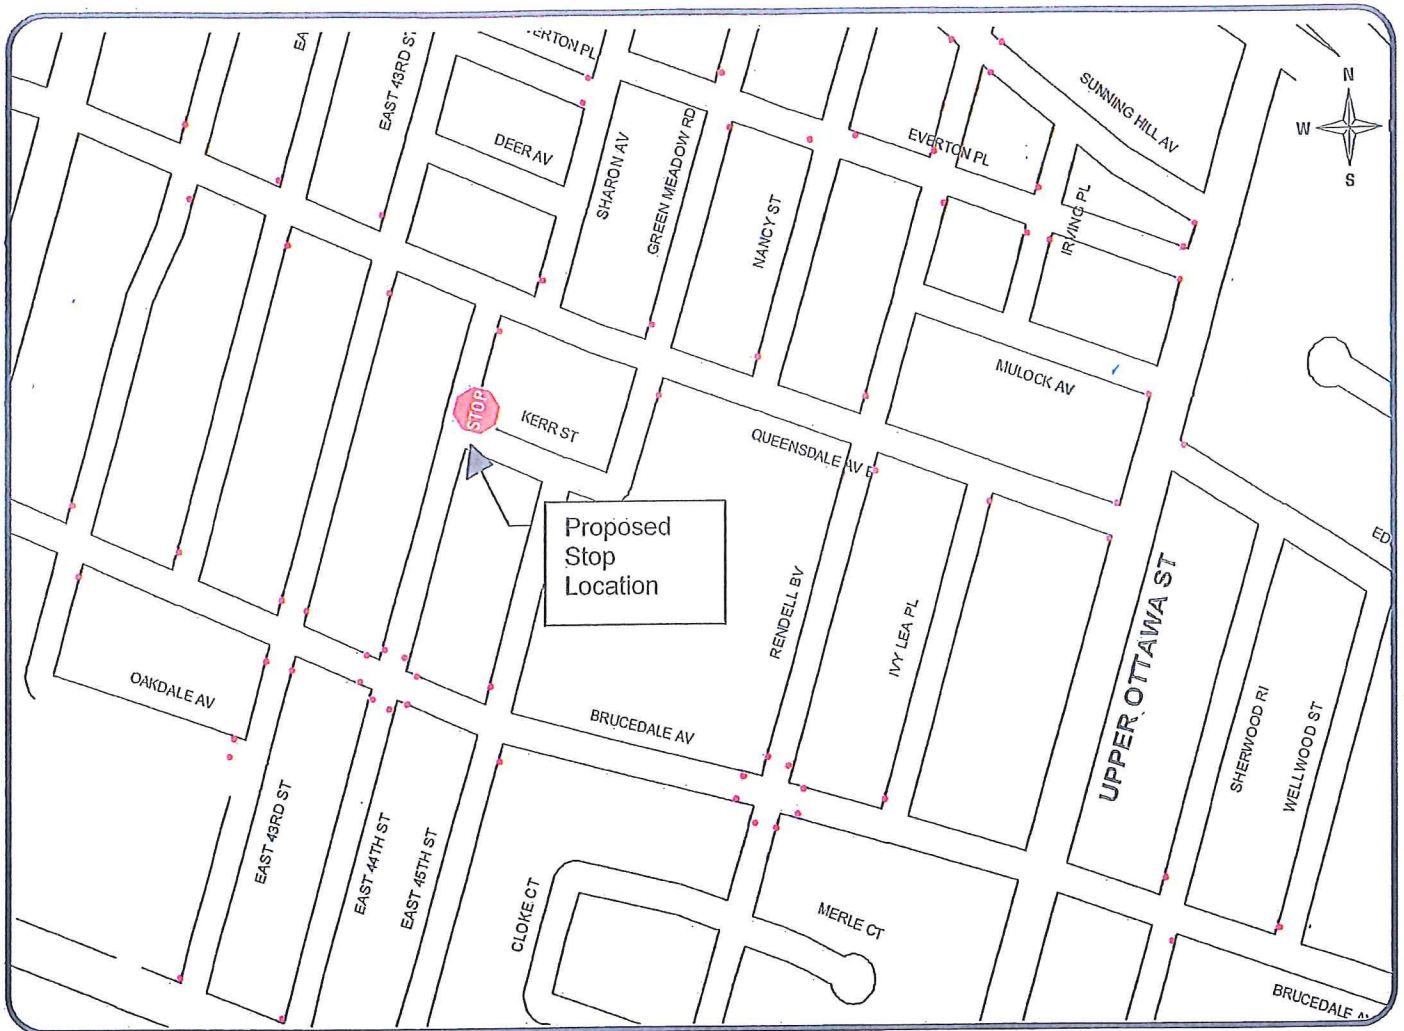 EA
EAST 43RD ST
ERTON PL
DEER AV
SHARON AV
GREEN MEADOW RD
NANCY ST
EVERTON PL
SUNNING HILL AV
IRVING PL
N
W
S
MULOCK AV
STOP
KERR ST
QUEENSDALE AV E
Proposed
Stop
Location
RENDELL BV
IVY LEA PL
UPPER OTTAWA ST
ED
SHERWOOD RI
WELLWOOD ST
OAKDALE AV
BRUCEDALE AV
EAST 43RD ST
EAST 44TH ST
EAST 45TH ST
CLOKE CT
MERLE CT
BRUCEDALE AV